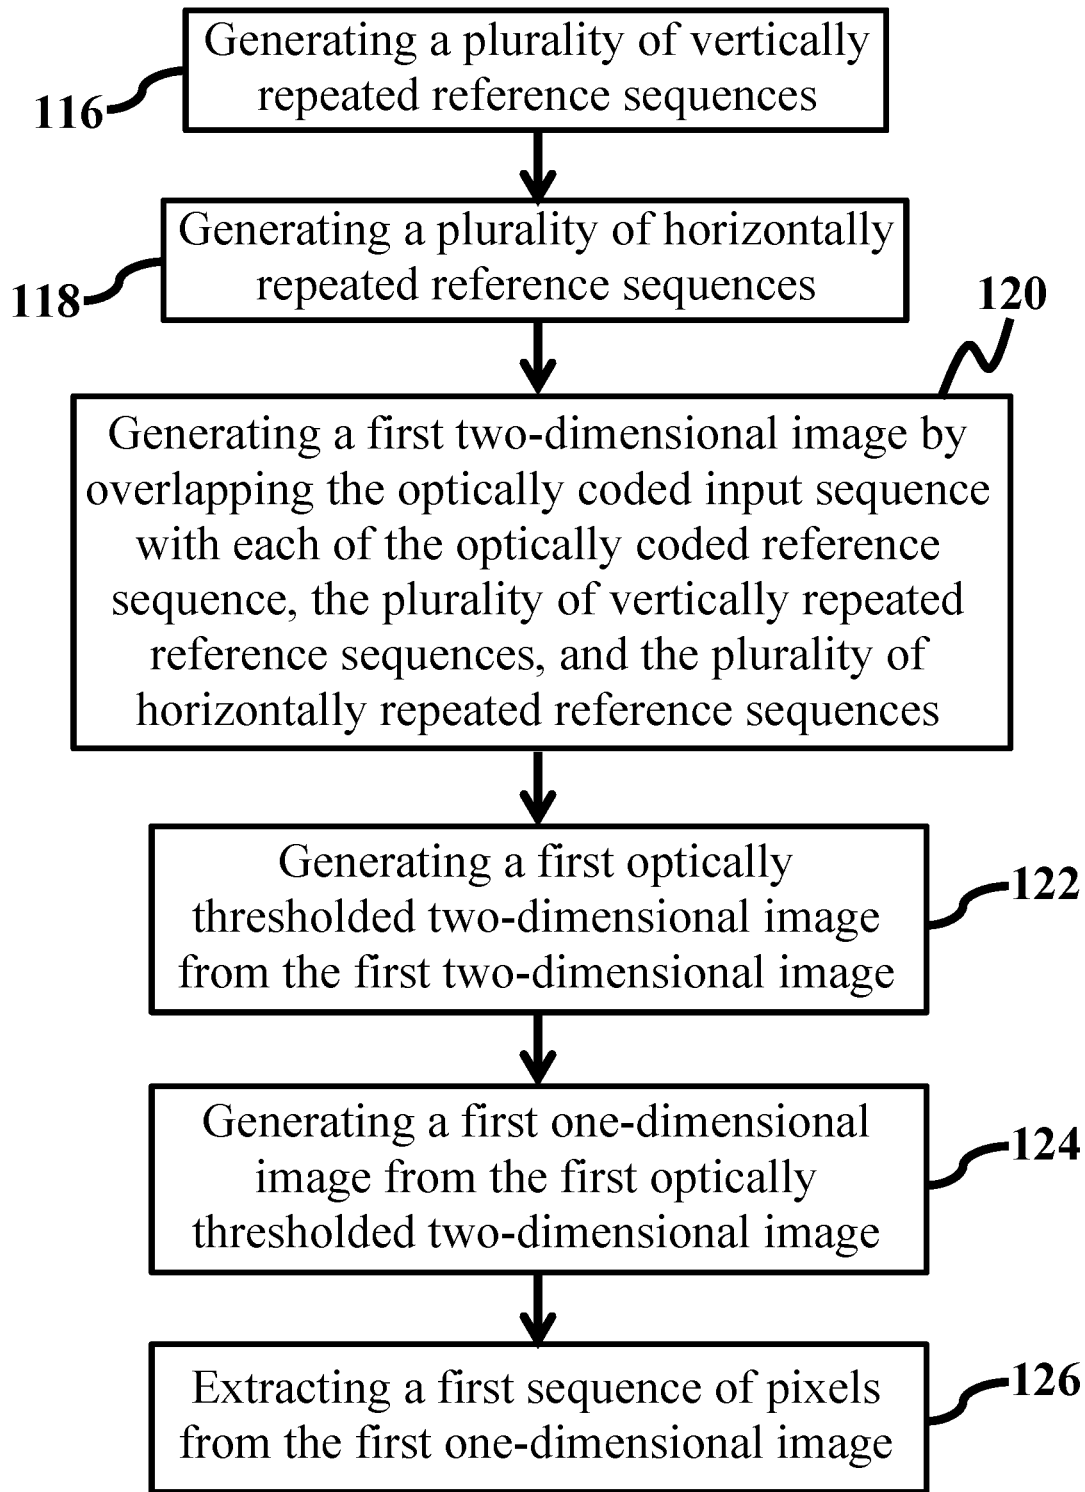 Generating a plurality of vertically
repeated reference sequences
116
Generating a plurality of horizontally
repeated reference sequences
118
120
Generating a first two-dimensional image by
overlapping the optically coded input sequence
with each of the optically coded reference
sequence, the plurality of vertically repeated
reference sequences, and the plurality of
horizontally repeated reference sequences
Generating a first optically
thresholded two-dimensional image
from the first two-dimensional image
122
Generating a first one-dimensional
image from the first optically
thresholded two-dimensional image
124
Extracting a first sequence of pixels
from the first one-dimensional image
126